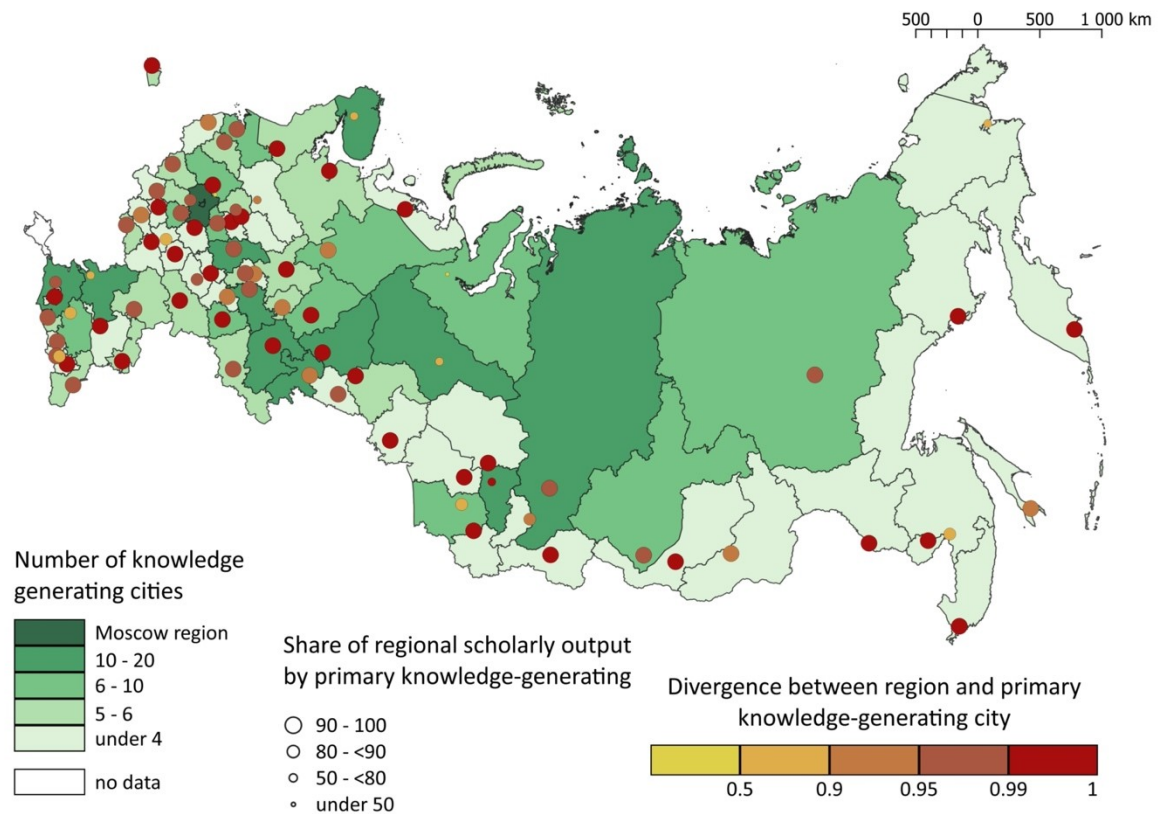 500 0 500 1 000 km
Number of knowledge
generating cities
Moscow region
10 - 20
6 - 10
5 - 6
under 4
no data
Share of regional scholarly output
by primary knowledge-generating
90 - 100
80 - <90
50 - <80
under 50
Divergence between region and primary
knowledge-generating city
0.5 0.9 0.95 0.99 1